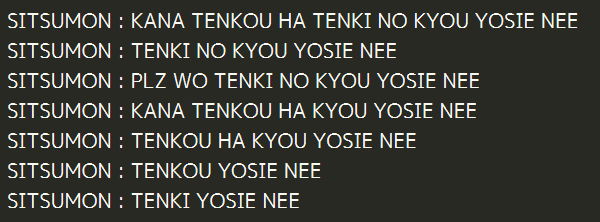 SITSUMON : KANA TENKOU HA TENKI NO KYOU YOSIE NEE
SITSUMON : TENKI NO KYOU YOSIE NEE
SITSUMON : PLZ WO TENKI NO KYOU YOSIE NEE
SITSUMON : KANA TENKOU HA KYOU YOSIE NEE
SITSUMON : TENKOU HA KYOU YOSIE NEE
SITSUMON : TENKOU YOSIE NEE
SITSUMON : TENKI YOSIE NEE